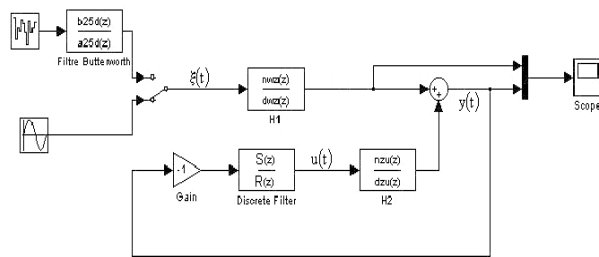 b25d(z)
a25d(z)
Filtre Butterworth
ξ(t)
nwz(z)
dwz(z)
H1
+
+
y(t)
Scope
-1
Gain
S(z)
R(z)
Discrete Filter
u(t)
nzu(z)
dzu(z)
H2